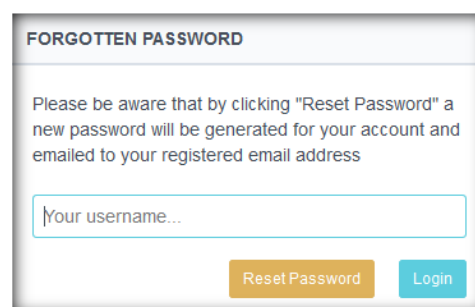 FORGOTTEN PASSWORD
Please be aware that by clicking "Reset Password" a
new password will be generated for your account and
emailed to your registered email address
Your username...
Reset Password
Login